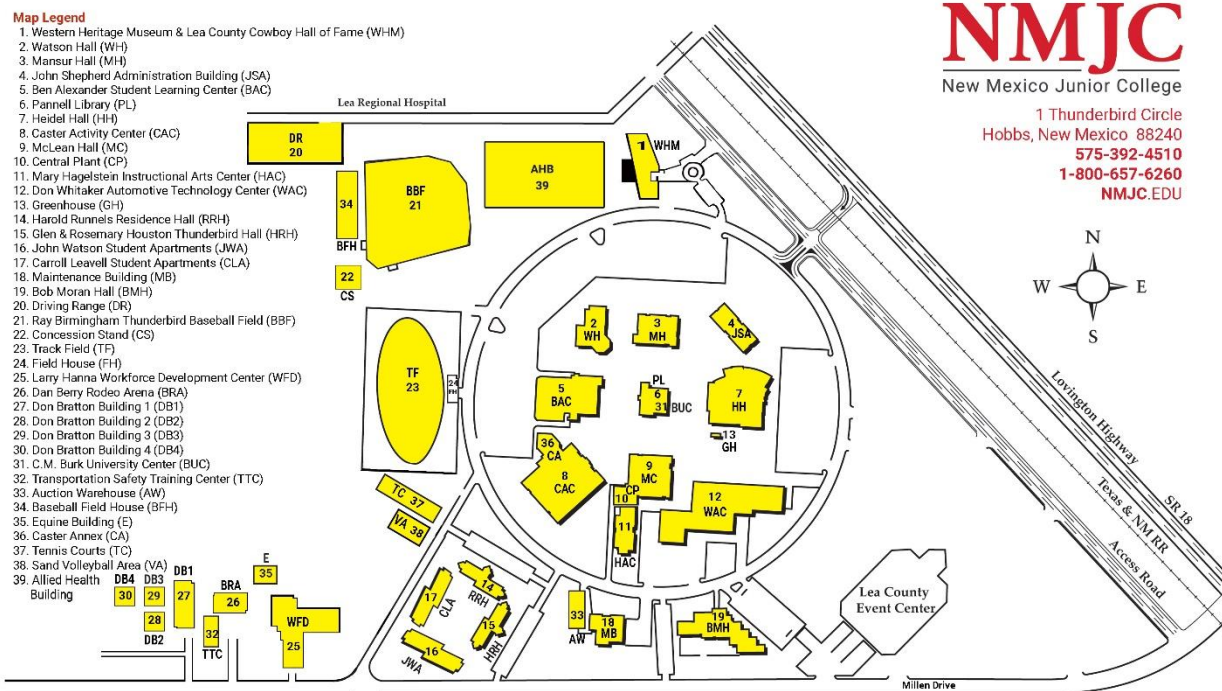 Map Legend
1. Western Heritage Museum & Lea County Cowboy Hall of Fame (WHM)
2. Watson Hall (WH)
3. Mansur Hall (MH)
4. John Shepherd Administration Building (JSA)
5. Ben Alexander Student Learning Center (BAC)
6. Pannell Library (PL)
7. Heidel Hall (HH)
8. Caster Activity Center (CAC)
9. McLean Hall (MC)
10. Central Plant (CP)
11. Mary Hagelstein Instructional Arts Center (HAC)
12. Don Whitaker Automotive Technology Center (WAC)
13. Greenhouse (GH)
14. Harold Runnels Residence Hall (RRH)
15. Glen & Rosemary Houston Thunderbird Hall (HRH)
16. John Watson Student Apartments (JWA)
17. Carroll Leavell Student Apartments (CLA)
18. Maintenance Building (MB)
19. Bob Moran Hall (BMH)
20. Driving Range (DR)
21. Ray Birmingham Thunderbird Baseball Field (BBF)
22. Concession Stand (CS)
23. Track Field (TF)
24. Field House (FH)
25. Larry Hanna Workforce Development Center (WFD)
26. Dan Berry Rodeo Arena (BRA)
27. Don Bratton Building 1 (DB1)
28. Don Bratton Building 2 (DB2)
29. Don Bratton Building 3 (DB3)
30. Don Bratton Building 4 (DB4)
31. C.M. Burk University Center (BUC)
32. Transportation Safety Training Center (TTC)
33. Auction Warehouse (AW)
34. Baseball Field House (BFH)
35. Equine Building (E)
36. Caster Annex (CA)
37. Tennis Courts (TC)
38. Sand Volleyball Area (VA)
39. Allied Health
Building
NMJC
New Mexico Junior College
1 Thunderbird Circle
Hobbs, New Mexico 88240
575-392-4510
1-800-657-6260
NMJC.EDU
N
W E
S
Lea Regional Hospital
DR
20
34
BFH
BBF
21
AHB
39
1 WHM
22
CS
TF
23
24
FH
2
WH
3
MH
4
JSA
5
BAC
PL
6
31 BUC
7
HH
13
GH
36
CA
8
CAC
9
MC
CP
10
11
HAC
12
WAC
TC 37
VA 38
17
CLA
14
RRH
15
HRH
16
JWA
33
AW
18
MB
19
BMH
Lea County
Event Center
Lovington Highway
SR 18
Texas & NM RR
Access Road
Millen Drive
DB4
30
DB3
29
28
DB2
DB1
27
BRA
26
32
TTC
E
35
WFD
25